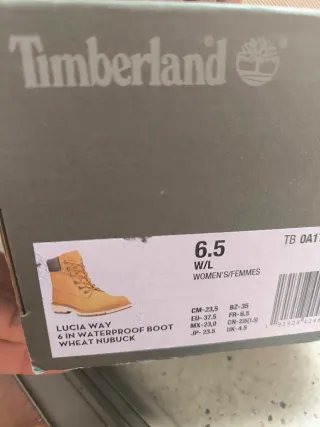 Timberland
6.5
W/L
WOMEN'S/FEMMES
TB 0A1
CM-23,5 BZ-35
EU- 37.5 FR-6.5
MX-23,0
JP- 23.5 UK-4.5
LUCIA WAY
6 IN WATERPROOF BOOT
WHEAT NUBUCK